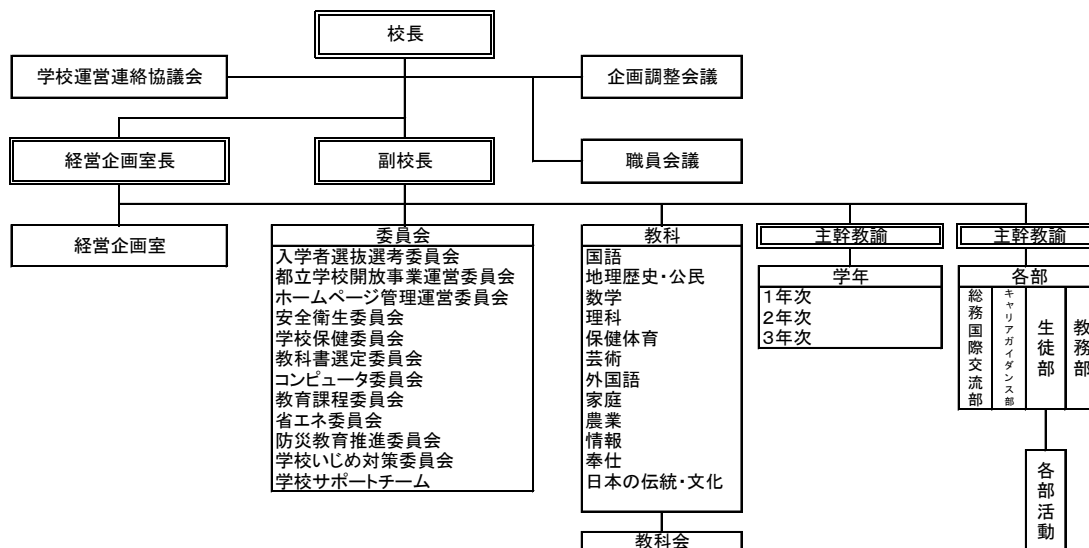 校長
学校運営連絡協議会
企画調整会議
経営企画室長
副校長
職員会議
経営企画室
委員会
入学者選抜選考委員会
都立学校開放事業運営委員会
ホームページ管理運営委員会
安全衛生委員会
学校保健委員会
教科書選定委員会
コンピュータ委員会
教育課程委員会
省エネ委員会
防災教育推進委員会
学校いじめ対策委員会
学校サポートチーム
教科
国語
地理歴史・公民
数学
理科
保健体育
芸術
外国語
家庭
農業
情報
奉仕
日本の伝統・文化
教科会
主幹教諭
学年
1年次
2年次
3年次
主幹教諭
各部
総務国際交流部
キャリアガイダンス部
生徒部
教務部
各部活動